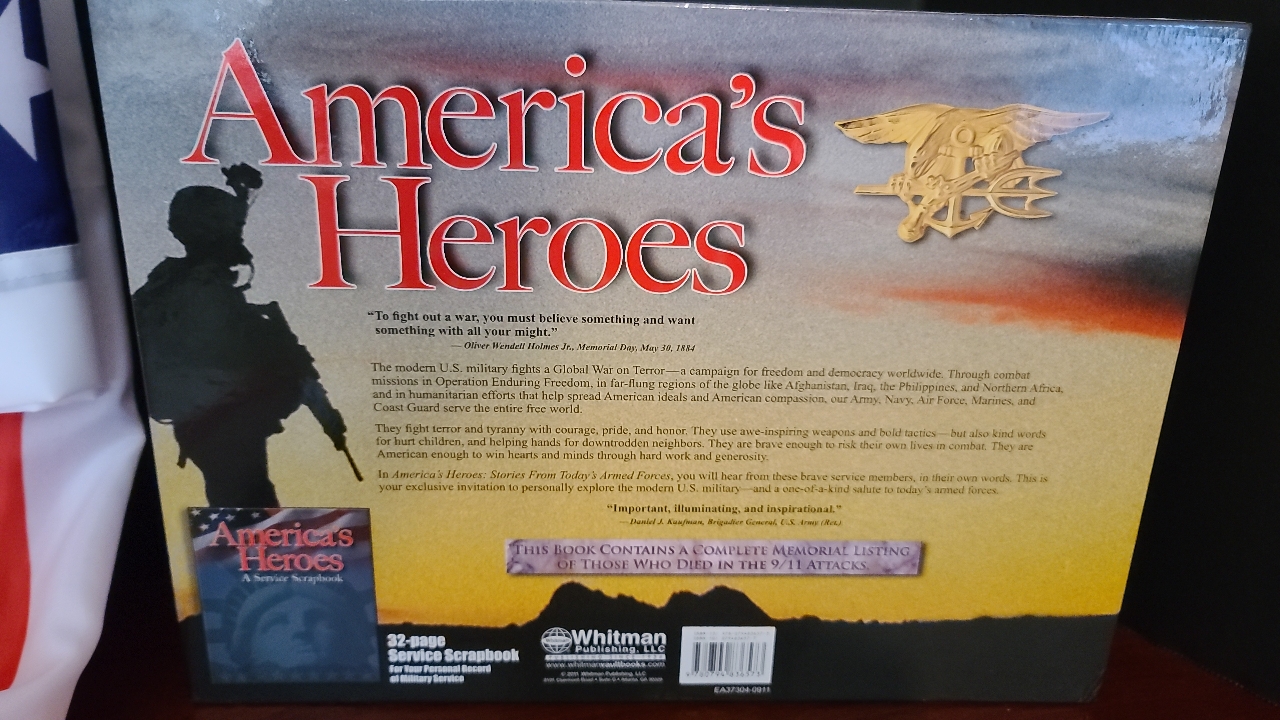 America's
Heroes
"To fight out a war, you must believe something and want
something with all your might."
— Oliver Wendell Holmes Jr., Memorial Day, May 30, 1884
The modern U.S. military fights a Global War on Terror—a campaign for freedom and democracy worldwide. Through combat
missions in Operation Enduring Freedom, in far-flung regions of the globe like Afghanistan, Iraq, the Philippines, and Northern Africa,
and in humanitarian efforts that help spread American ideals and American compassion, our Army, Navy, Air Force, Marines, and
Coast Guard serve the entire free world.
They fight terror and tyranny with courage, pride, and honor. They use awe-inspiring weapons and bold tactics—but also kind words
for hurt children, and helping hands for downtrodden neighbors. They are brave enough to risk their own lives in combat. They are
American enough to win hearts and minds through hard work and generosity.
In America's Heroes: Stories From Today's Armed Forces, you will hear from these brave service members, in their own words. This is
your exclusive invitation to personally explore the modern U.S. military—and a one-of-a-kind salute to today's armed forces.
"Important, illuminating, and inspirational."
—Daniel J. Kaufman, Brigadier General, U.S. Army (Ret.)
THIS BOOK CONTAINS A COMPLETE MEMORIAL LISTING
OF THOSE WHO DIED IN THE 9/11 ATTACKS.
America's
Heroes
A Service Scrapbook
32-page
Service Scrapbook
For Your Personal Record
of Military Service
Whitman
Publishing, LLC
www.whitmanvaultbooks.com
© 2011 Whitman Publishing, LLC
EA37304-0911